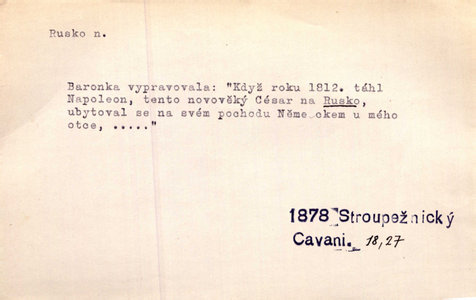 Rusko n.
Baronka vypravovala: "Když roku 1812. táhl
Napoleon, tento novověký César na Rusko,
ubytoval se na svém pochodu Německem u mého
otce, ....."
1878 Stroupežnický
Cavani. 18,27